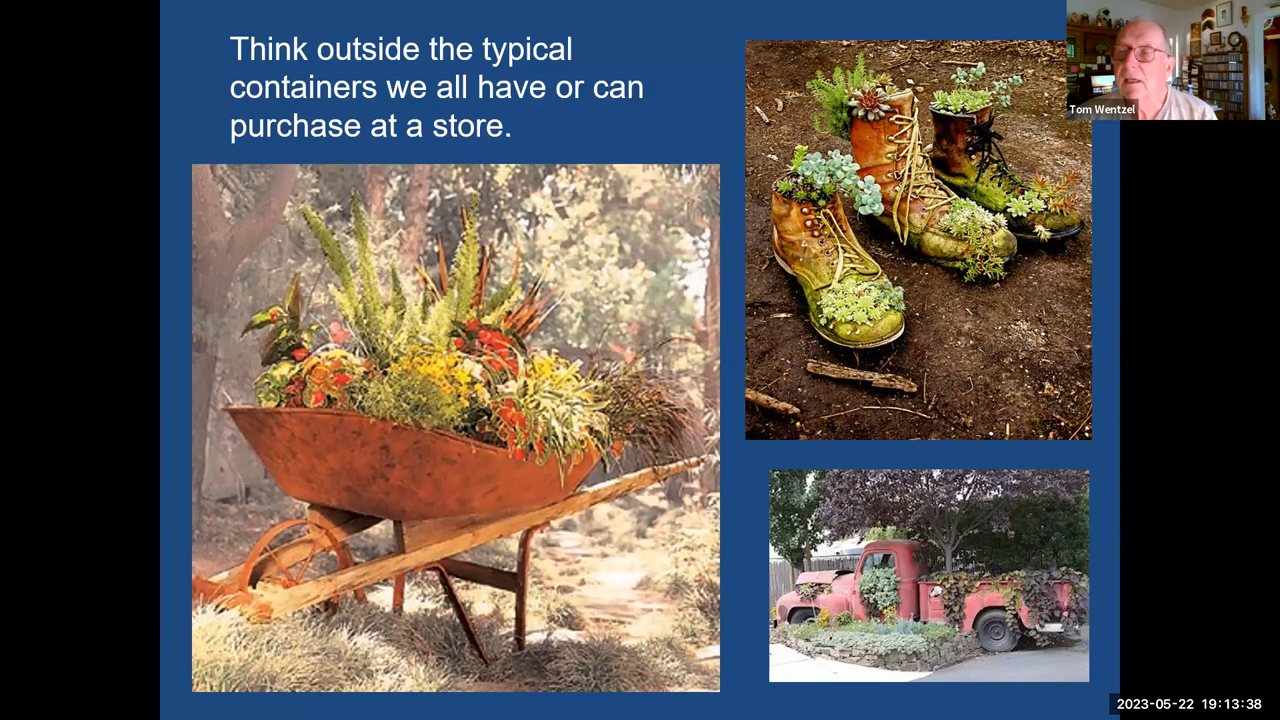 Think outside the typical
containers we all have or can
purchase at a store.
Tom Wentzel
2023-05-22 19:13:38